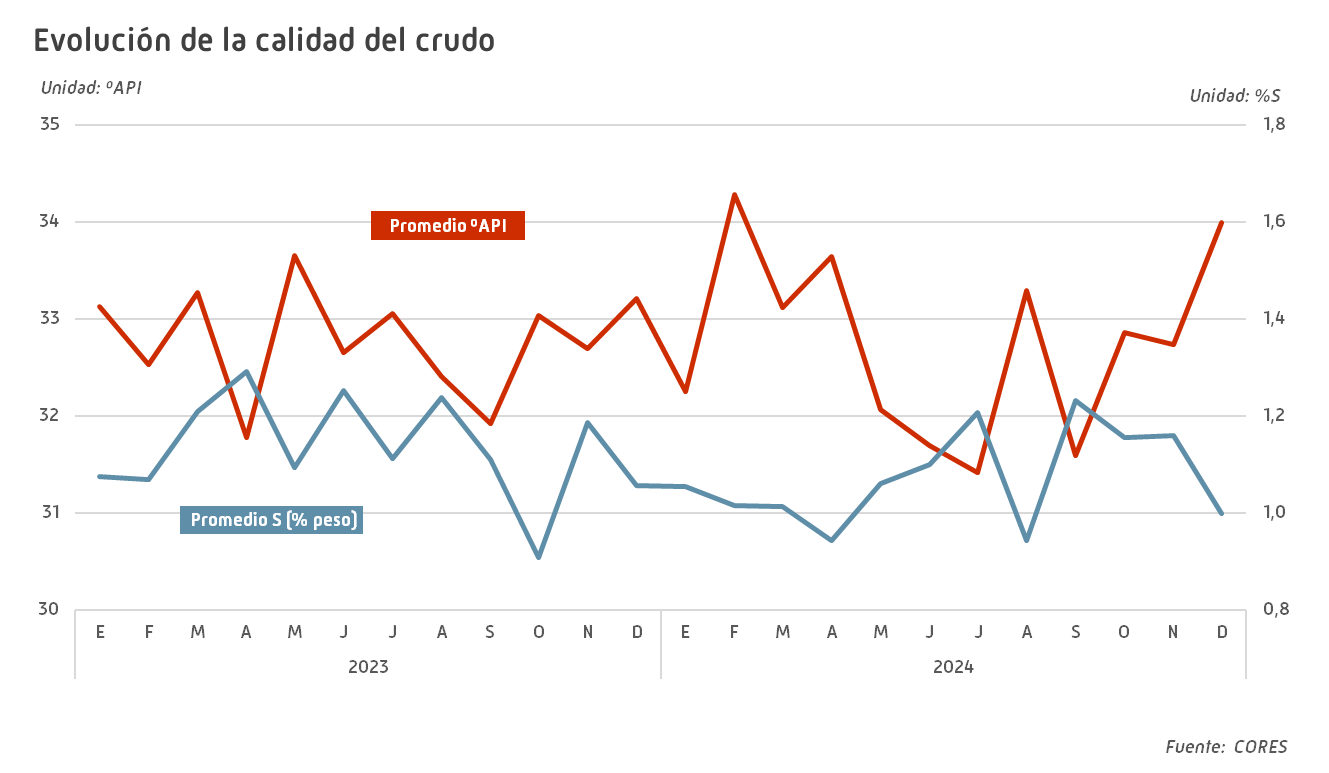 Evolución de la calidad del crudo
Unidad: ºAPI
Unidad: %S
35
1,8
34
1,6
Promedio ºAPI
33
1,4
32
1,2
31
1,0
Promedio S (% peso)
30
0,8
E F M A M J J A S O N D E F M A M J J A S O N D
2023 2024
Fuente: CORES